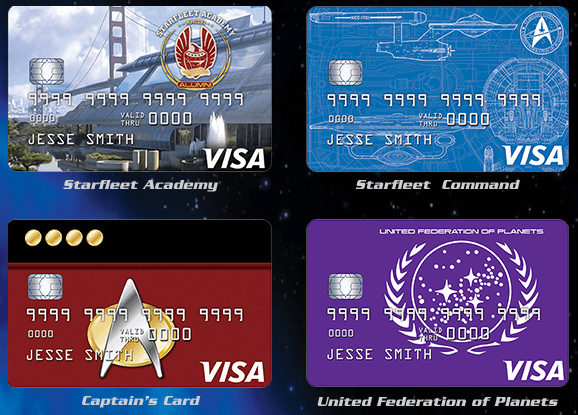 STARFLEET ACADEMY
ALUMNI
9999 9999 9999 9999
0000 VALID THRU 0000
JESSE SMITH
VISA
Starfleet Academy
NCC-1701
9999 9999 9999 9999
0000 VALID THRU 0000
JESSE SMITH
VISA
Starfleet Command
9999 9999 9999 9999
0000 VALID THRU 0000
JESSE SMITH
VISA
Captain's Card
UNITED FEDERATION OF PLANETS
9999 9999 9999 9999
0000 VALID THRU 0000
JESSE SMITH
VISA
United Federation of Planets